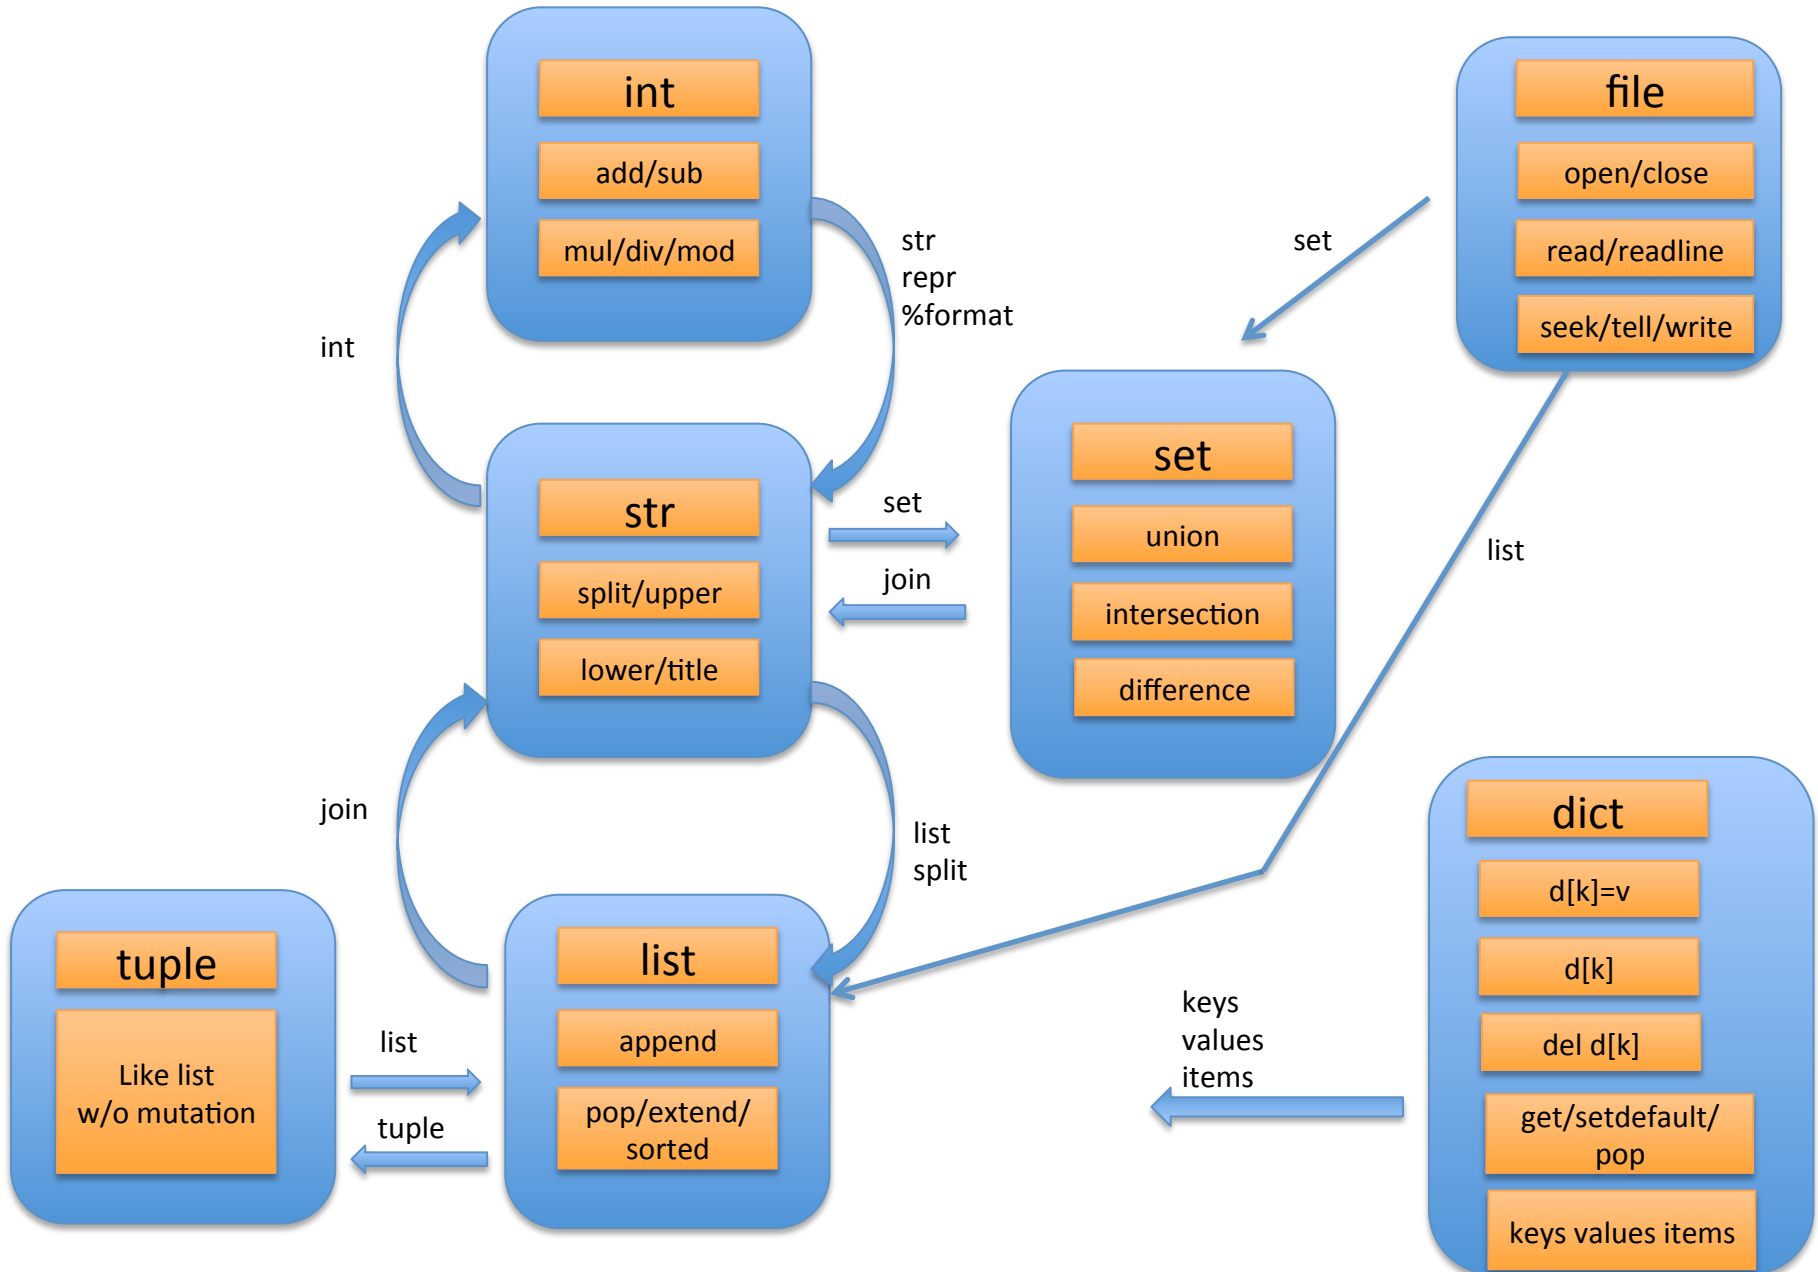 int
add/sub
mul/div/mod
int
str
repr
%format
file
open/close
read/readline
seek/tell/write
set
str
split/upper
lower/title
set
join
set
union
intersection
difference
list
join
list
split
dict
d[k]=v
d[k]
del d[k]
get/setdefault/
pop
keys values items
keys
values
items
tuple
Like list
w/o mutation
list
tuple
list
append
pop/extend/
sorted